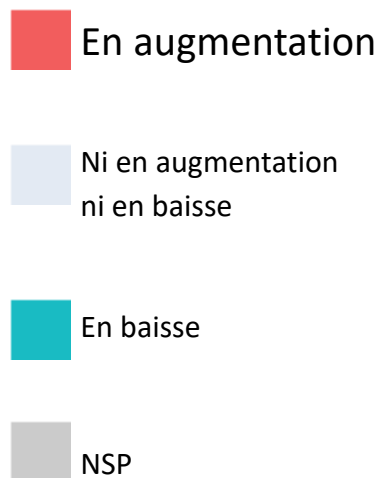 En augmentation
Ni en augmentation
ni en baisse
En baisse
NSP